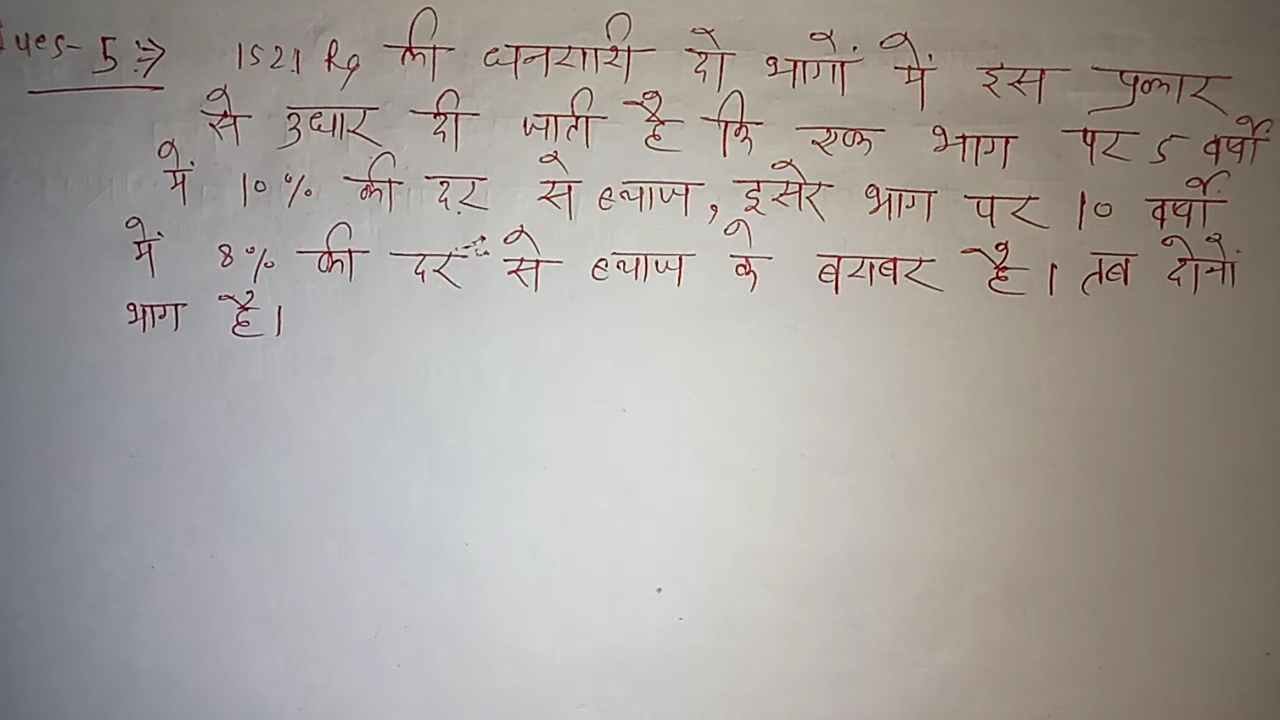 Ques- 5 :⇒ 1521 Rs की धनराशी दो भागों में इस प्रकार
से उधार दी जाती है कि एक भाग पर 5 वर्षो
में 10% की दर से ब्याज, दुसरे भाग पर 10 वर्षो
में 8% की दर से ब्याज के बराबर है। तब दोनों
भाग है।